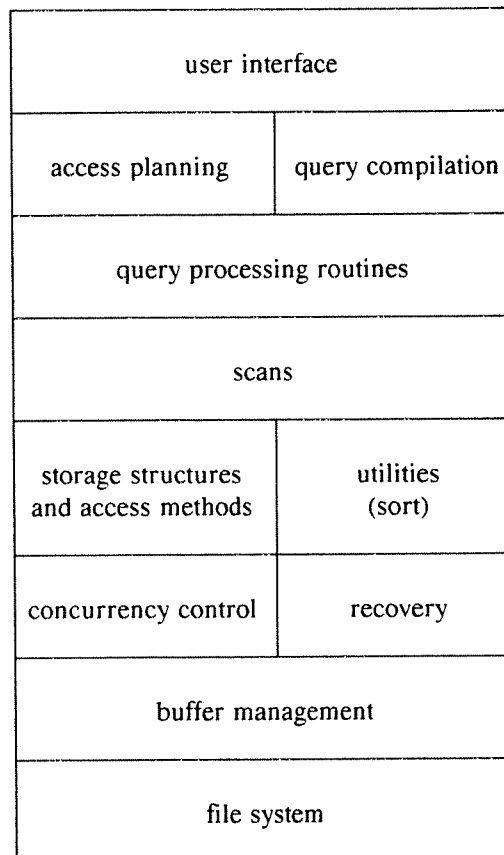 user interface
access planning
query compilation
query processing routines
scans
storage structures
and access methods
utilities
(sort)
concurrency control
recovery
buffer management
file system